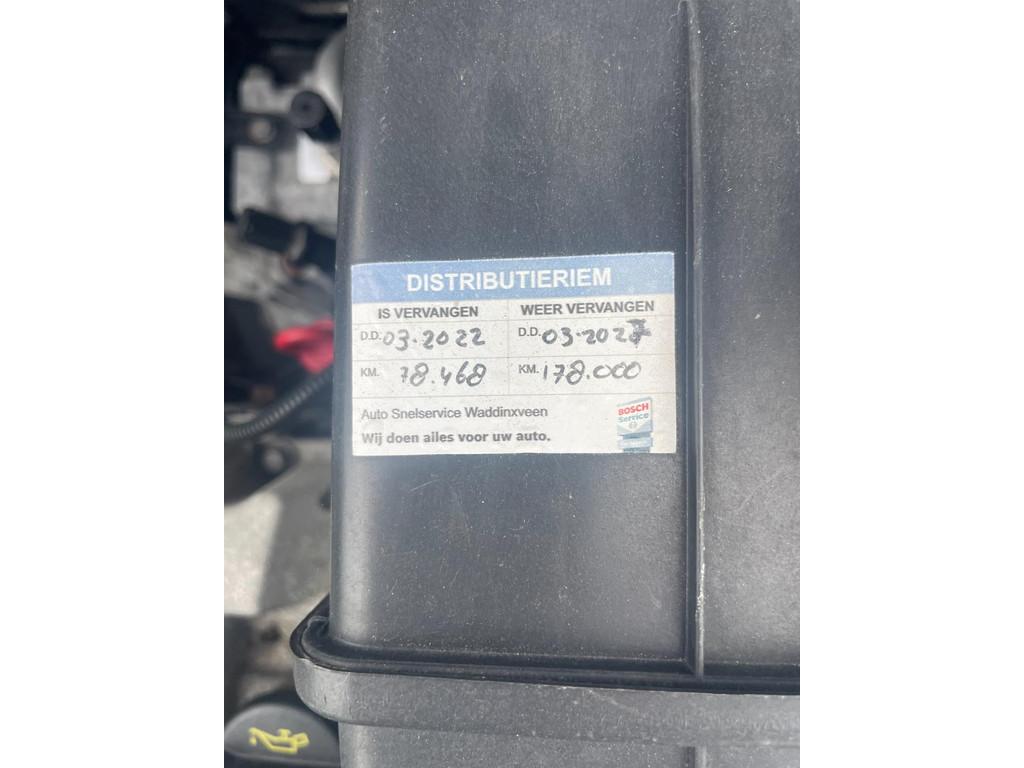 DISTRIBUTIERIEM
IS VERVANGEN WEER VERVANGEN
D.D. 03.2022 D.D. 03.2027
KM. 78.468 KM. 178.000
Auto Snelservice Waddinxveen
Wij doen alles voor uw auto.
BOSCH
Service